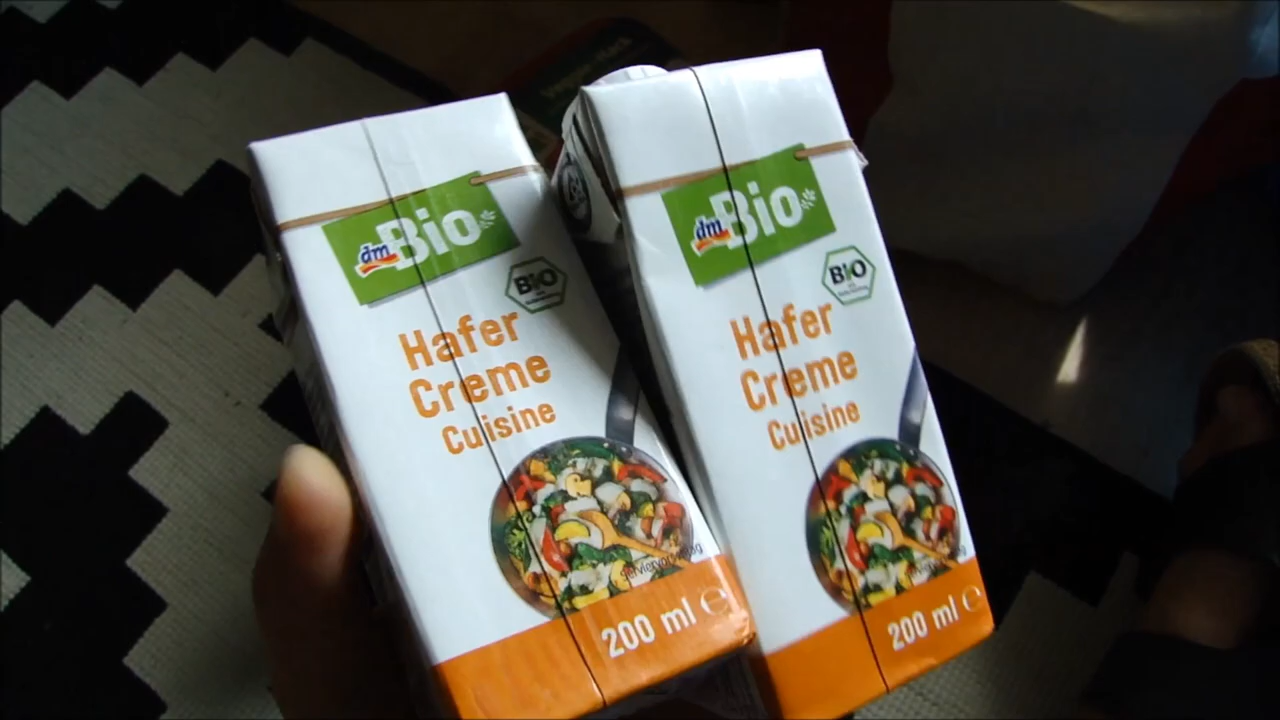 dm Bio
BIO
Hafer
Creme
Cuisine
200 ml e
dm Bio
BIO
Hafer
Creme
Cuisine
200 ml e